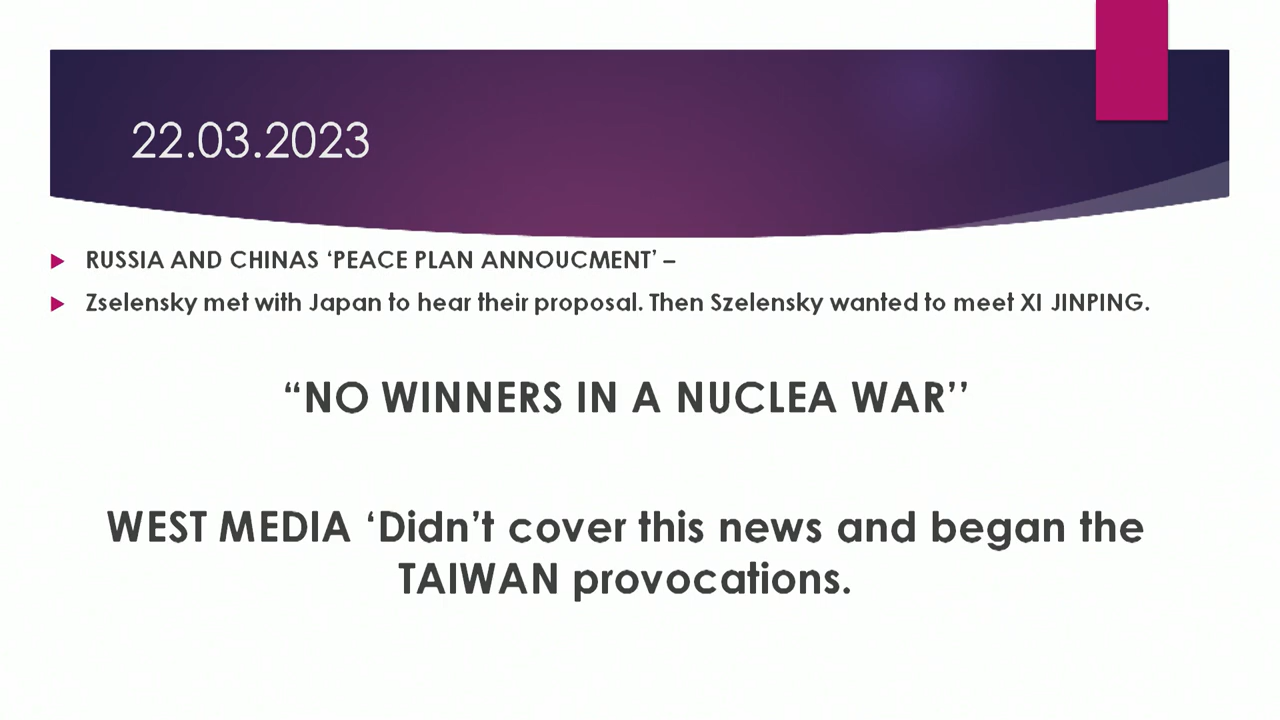 22.03.2023
RUSSIA AND CHINAS ‘PEACE PLAN ANNOUCMENT’ –
Zselensky met with Japan to hear their proposal. Then Szelensky wanted to meet XI JINPING.
“NO WINNERS IN A NUCLEA WAR’’
WEST MEDIA ‘Didn’t cover this news and began the
TAIWAN provocations.